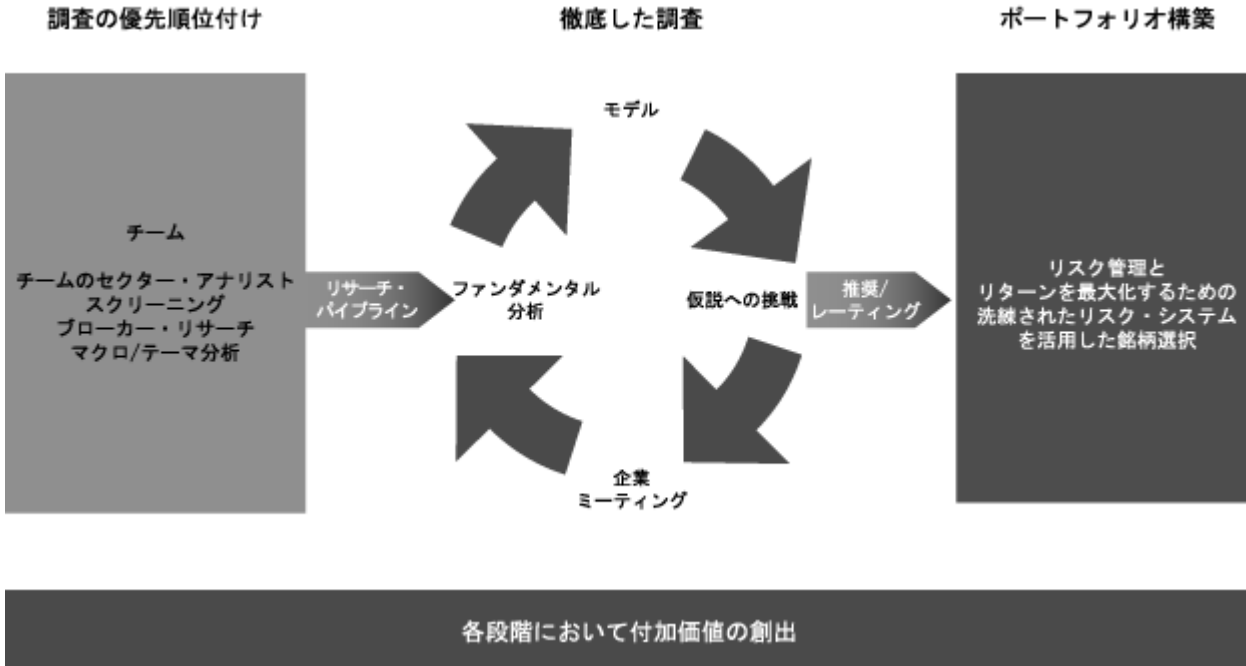 調査の優先順位付け
徹底した調査
ポートフォリオ構築
チーム
チームのセクター・アナリスト
スクリーニング
ブローカー・リサーチ
マクロ/テーマ分析
リサーチ・
パイプライン
モデル
ファンダメンタル
分析
仮説への挑戦
企業
ミーティング
推奨/
レーティング
リスク管理と
リターンを最大化するための
洗練されたリスク・システム
を活用した銘柄選択
各段階において付加価値の創出